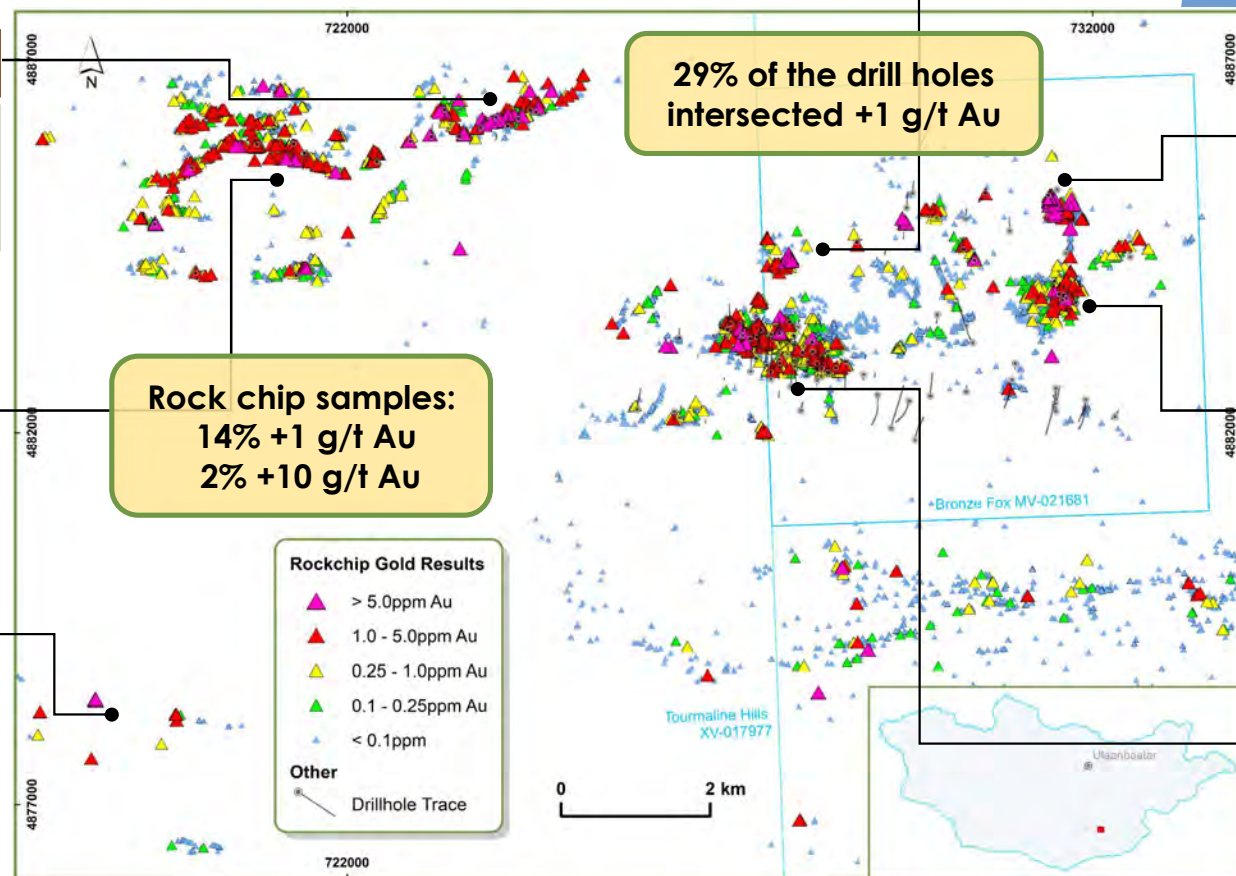 722000
732000
4887000
4887000
N
29% of the drill holes
intersected +1 g/t Au
Rock chip samples:
14% +1 g/t Au
2% +10 g/t Au
4882000
4882000
Bronze Fox MV-021681
Rockchip Gold Results
> 5.0ppm Au
1.0 - 5.0ppm Au
0.25 - 1.0ppm Au
0.1 - 0.25ppm Au
< 0.1ppm
Other
Drillhole Trace
Tourmaline Hills
XV-017977
0 2 km
Ulaanbaatar
4877000
722000